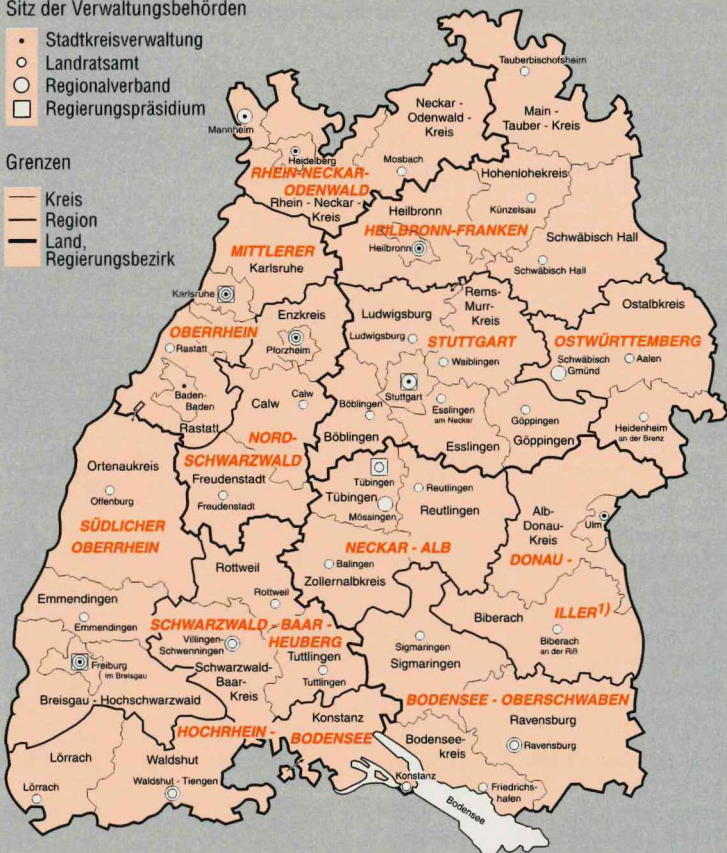 Sitz der Verwaltungsbehörden
Stadtkreisverwaltung
Landratsamt
Regionalverband
Regierungspräsidium
Grenzen
Kreis
Region
Land,
Regierungsbezirk
Tauberbischofsheim
Main -
Tauber - Kreis
Neckar -
Odenwald -
Kreis
Mosbach
Mannheim
Heidelberg
RHEIN-NECKAR-
ODENWALD
Rhein - Neckar -
Kreis
Hohenlohekreis
Künzelsau
Heilbronn
HEILBRONN-FRANKEN
Heilbronn
Schwäbisch Hall
Schwäbisch Hall
MITTLERER
Karlsruhe
Karlsruhe
OBERRHEIN
Rastatt
Baden-
Baden
Rastatt
Enzkreis
Pforzheim
Calw
Calw
NORD-
SCHWARZWALD
Freudenstadt
Freudenstadt
Ludwigsburg
Ludwigsburg
Rems-
Murr-
Kreis
STUTTGART
Waiblingen
Stuttgart
Böblingen
Böblingen
Esslingen
am Neckar
Esslingen
Göppingen
Göppingen
Ostalbkreis
OSTWÜRTTEMBERG
Schwäbisch
Gmünd
Aalen
Heidenheim
an der Brenz
Ortenaukreis
Offenburg
SÜDLICHER
OBERRHEIN
Tübingen
Tübingen
Mössingen
Reutlingen
Reutlingen
NECKAR - ALB
Balingen
Zollernalbkreis
Alb-
Donau-
Kreis
Ulm
DONAU -
ILLER1)
Biberach
Biberach
an der Riß
Rottweil
Rottweil
Emmendingen
Emmendingen
SCHWARZWALD - BAAR -
HEUBERG
Villingen-
Schwenningen
Schwarzwald-
Baar-
Kreis
Tuttlingen
Tuttlingen
Freiburg
im Breisgau
Breisgau - Hochschwarzwald
Sigmaringen
Sigmaringen
BODENSEE - OBERSCHWABEN
Ravensburg
Ravensburg
Bodensee-
kreis
Friedrichs-
hafen
HOCHRHEIN -
BODENSEE
Konstanz
Konstanz
Bodensee
Lörrach
Lörrach
Waldshut
Waldshut - Tiengen